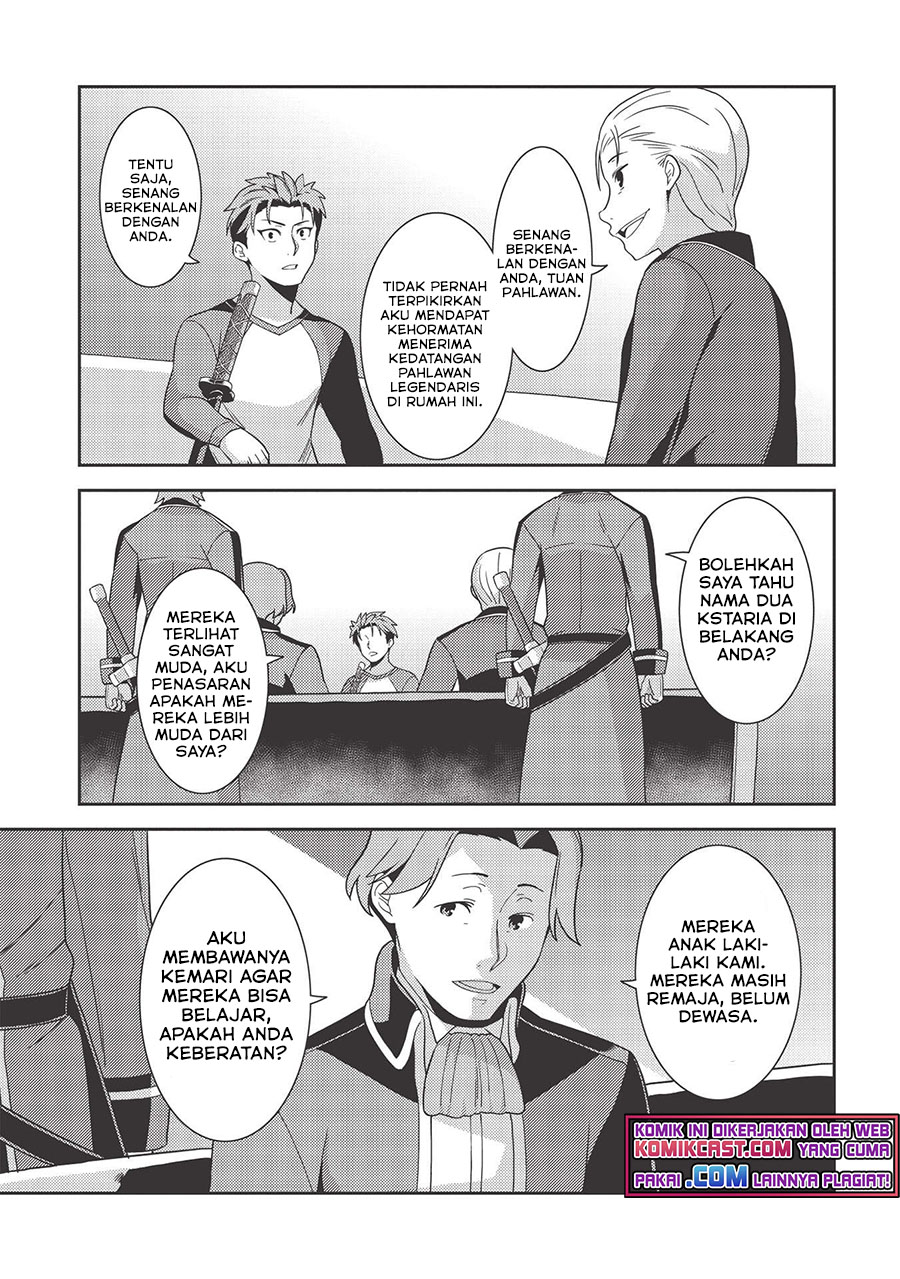 SENANG
BERKENA-
LAN DENGAN
ANDA, TUAN
PAHLAWAN.
TIDAK PERNAH
TERPIKIRKAN
AKU MENDAPAT
KEHORMATAN
MENERIMA
KEDATANGAN
PAHLAWAN
LEGENDARIS
DI RUMAH INI.
TENTU
SAJA,
SENANG
BERKENALAN
DENGAN
ANDA.
BOLEHKAH
SAYA TAHU
NAMA DUA
KSTARIA DI
BELAKANG
ANDA?
MEREKA
TERLIHAT
SANGAT
MUDA, AKU
PENASARAN
APAKAH ME-
REKA LEBIH
MUDA DARI
SAYA?
MEREKA
ANAK LAKI-
LAKI KAMI.
MEREKA MASIH
REMAJA, BELUM
DEWASA.
AKU
MEMBAWANYA
KEMARI AGAR
MEREKA BISA
BELAJAR,
APAKAH ANDA
KEBERATAN?
KOMIK INI DIKERJAKAN OLEH WEB
KOMIKCAST.COM YANG CUMA
PAKAI .COM LAINNYA PLAGIAT!